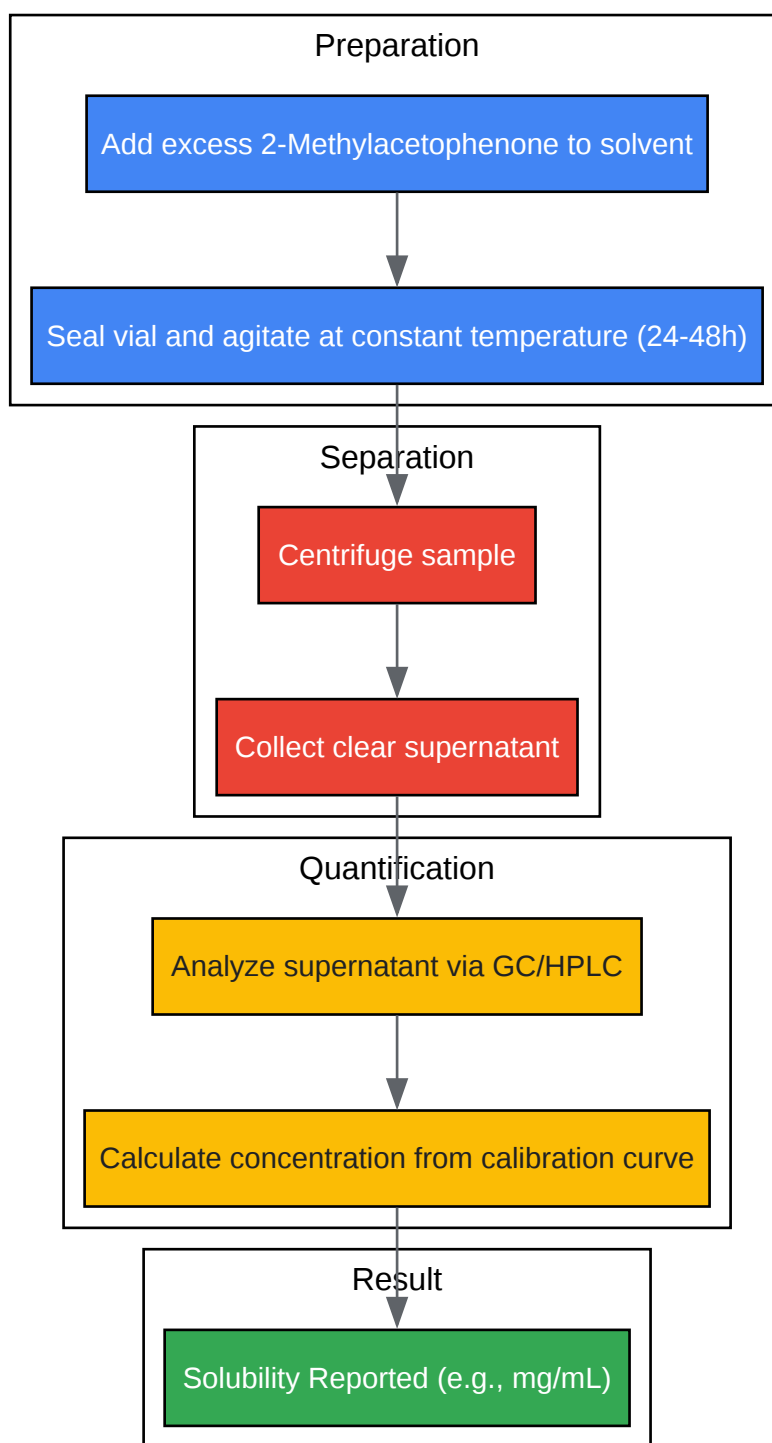 Preparation
Add excess 2-Methylacetophenone to solvent
Seal vial and agitate at constant temperature (24-48h)
Separation
Centrifuge sample
Collect clear supernatant
Quantification
Analyze supernatant via GC/HPLC
Calculate concentration from calibration curve
Result
Solubility Reported (e.g., mg/mL)